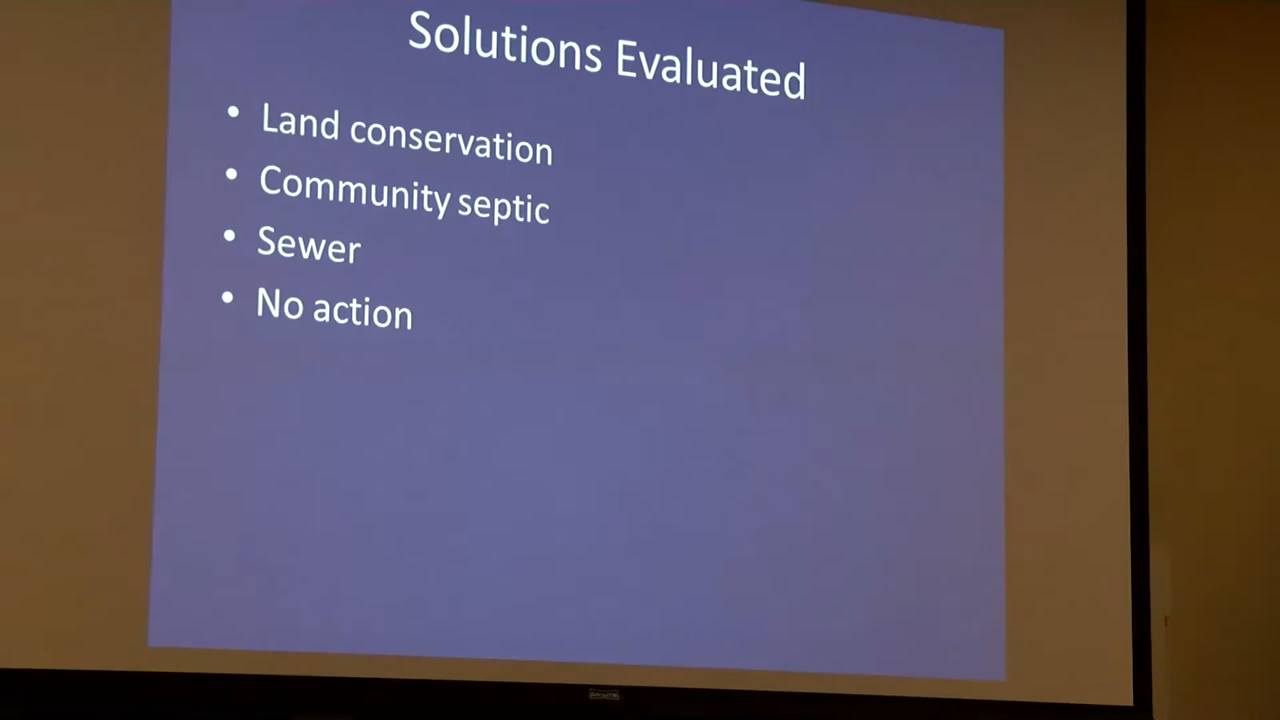 Solutions Evaluated
• Land conservation
• Community septic
• Sewer
• No action